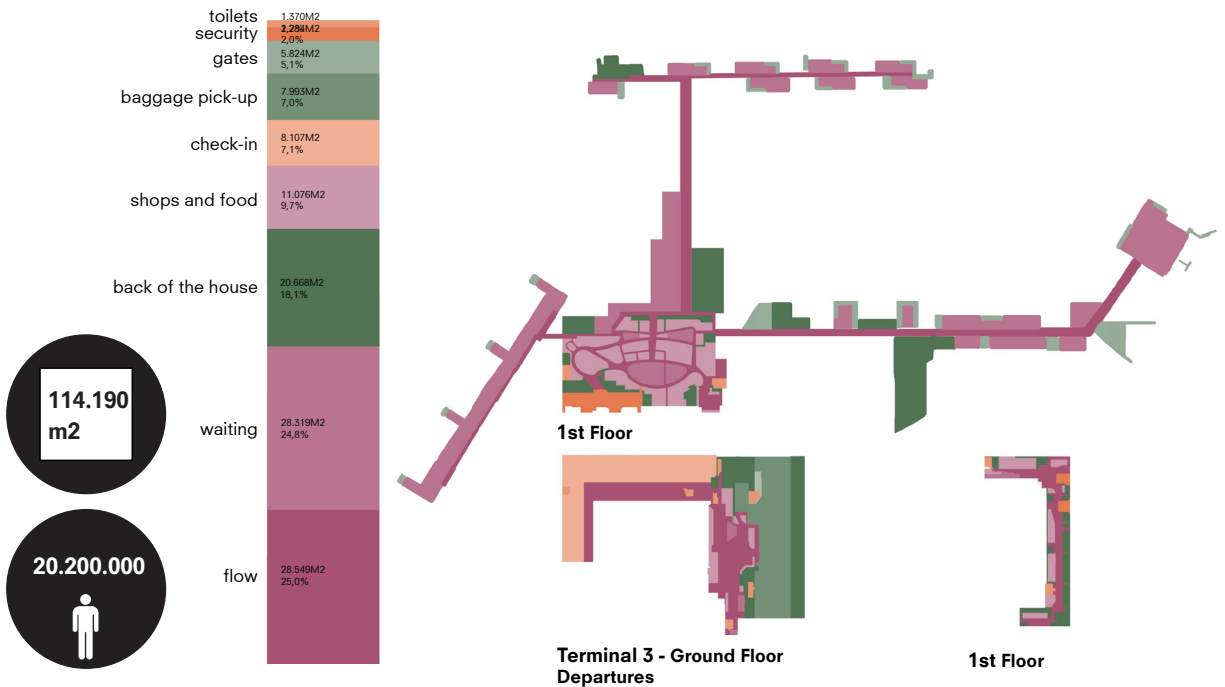 toilets
1.370M2
security
2,0%
gates
5.824M2
5,1%
baggage pick-up
7.993M2
7,0%
check-in
8.107M2
7,1%
shops and food
11.076M2
9,7%
back of the house
20.668M2
18,1%
114.190
m2
waiting
28.319M2
24,8%
20.200.000
flow
28.549M2
25,0%
1st Floor
Terminal 3 - Ground Floor
Departures
1st Floor